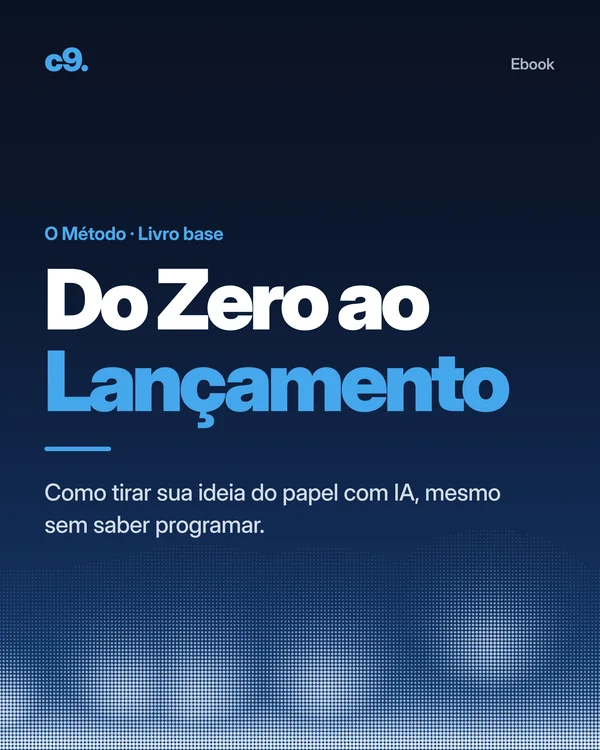 c9.
Ebook
O Método · Livro base
Do Zero ao
Lançamento
Como tirar sua ideia do papel com IA, mesmo
sem saber programar.